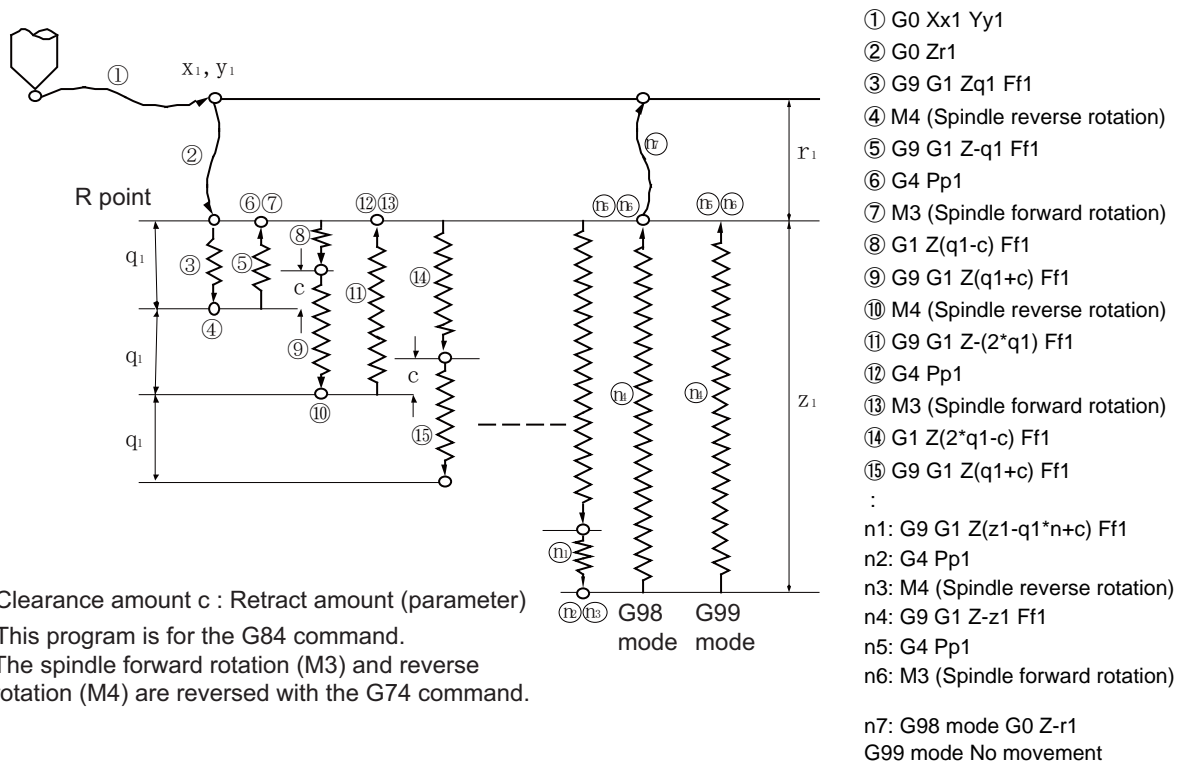 ①
x₁, y₁
②
n7
r₁
R point
⑥⑦
⑫⑬
n5 n6
n5 n6
q₁
③
⑤
⑧
c
⑪
⑭
④
q₁
⑨
c
⑩
n4
n4
z₁
q₁
⑮
n1
n2 n3
G98 mode
G99 mode
Clearance amount c : Retract amount (parameter)
This program is for the G84 command.
The spindle forward rotation (M3) and reverse
rotation (M4) are reversed with the G74 command.
① G0 Xx1 Yy1
② G0 Zr1
③ G9 G1 Zq1 Ff1
④ M4 (Spindle reverse rotation)
⑤ G9 G1 Z-q1 Ff1
⑥ G4 Pp1
⑦ M3 (Spindle forward rotation)
⑧ G1 Z(q1-c) Ff1
⑨ G9 G1 Z(q1+c) Ff1
⑩ M4 (Spindle reverse rotation)
⑪ G9 G1 Z-(2*q1) Ff1
⑫ G4 Pp1
⑬ M3 (Spindle forward rotation)
⑭ G1 Z(2*q1-c) Ff1
⑮ G9 G1 Z(q1+c) Ff1
:
n1: G9 G1 Z(z1-q1*n+c) Ff1
n2: G4 Pp1
n3: M4 (Spindle reverse rotation)
n4: G9 G1 Z-z1 Ff1
n5: G4 Pp1
n6: M3 (Spindle forward rotation)
n7: G98 mode G0 Z-r1
G99 mode No movement